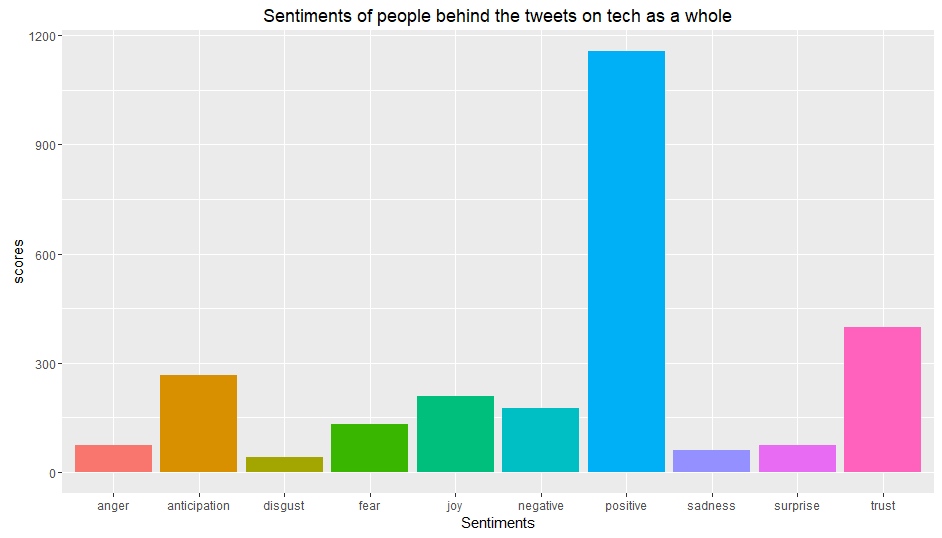 Sentiments of people behind the tweets on tech as a whole
1200
900
600
300
0
scores
anger anticipation disgust fear joy negative positive sadness surprise trust
Sentiments